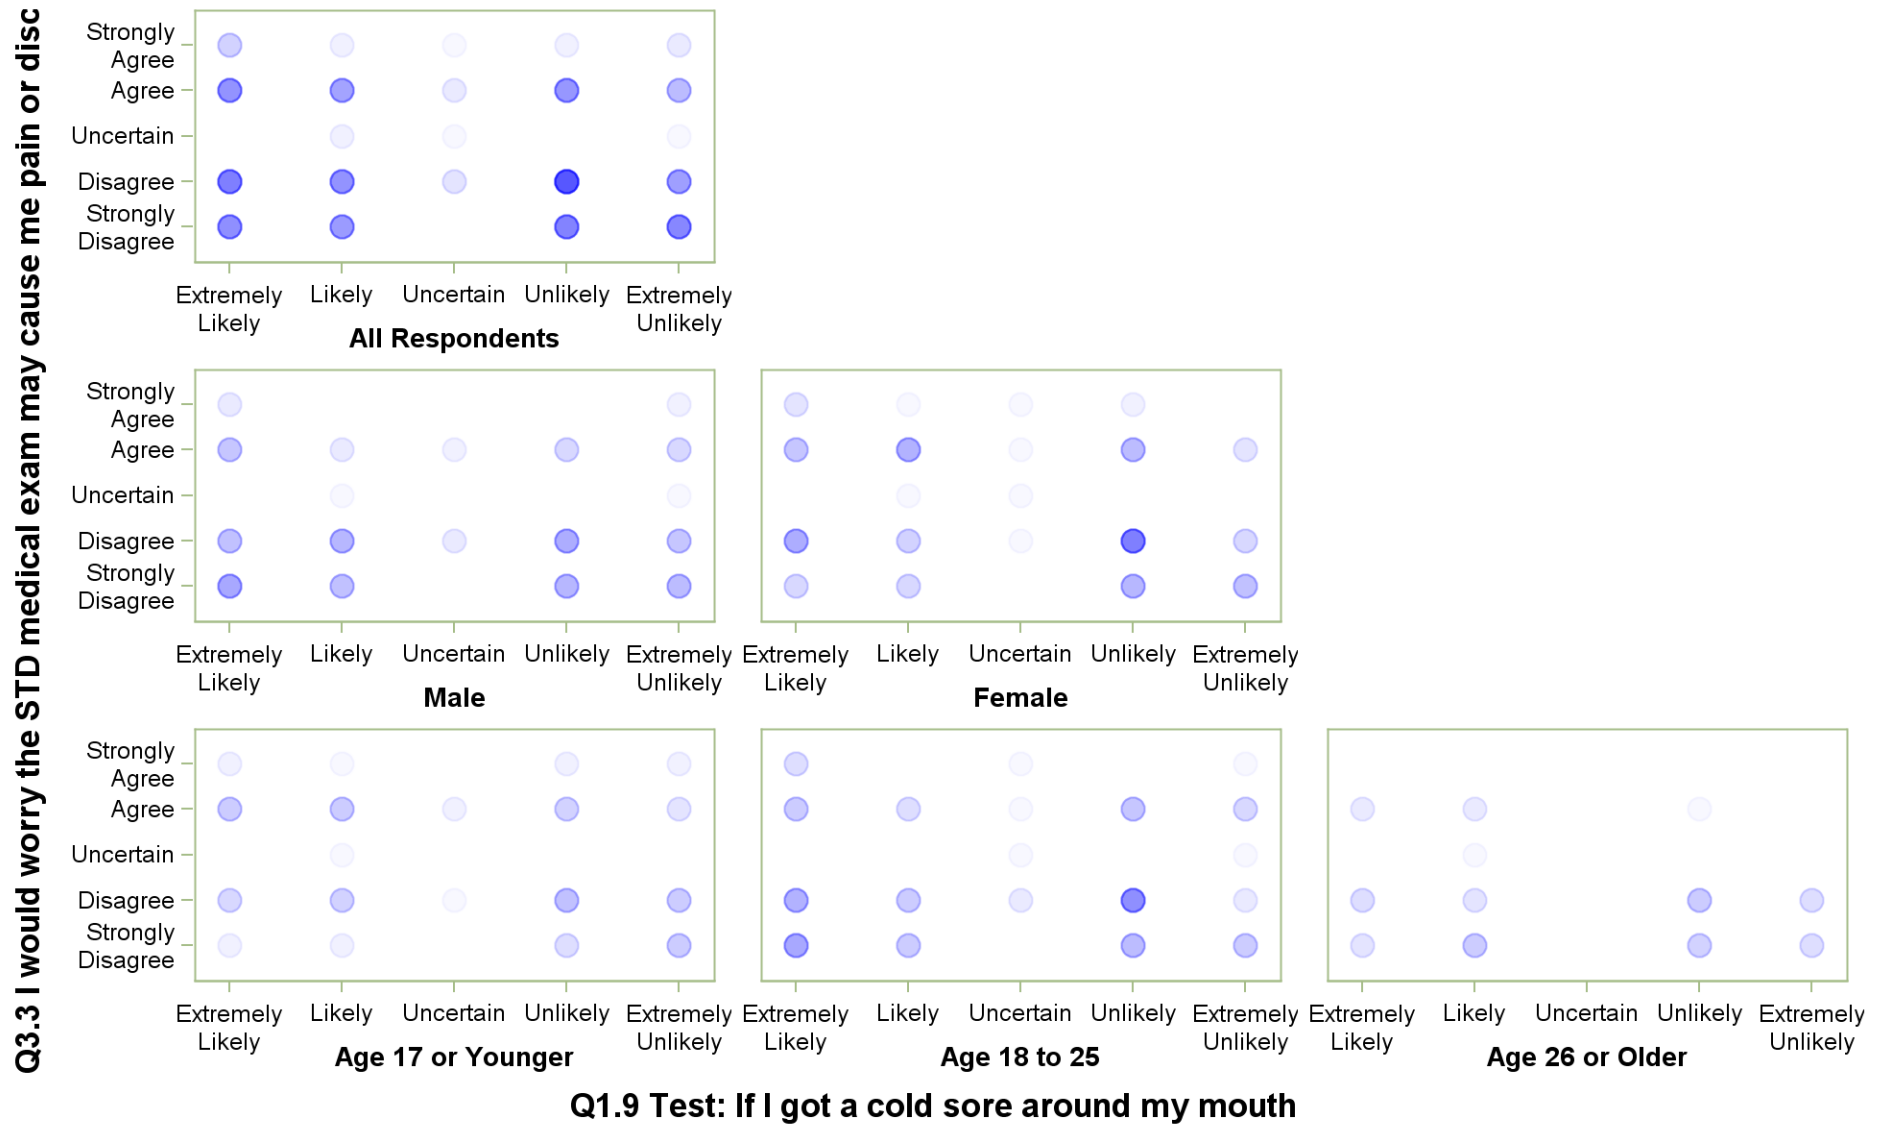 Q3.3 I would worry the STD medical exam may cause me pain or disc
Strongly
Agree
Agree
Uncertain
Disagree
Strongly
Disagree
Extremely
Likely
Likely
Uncertain
Unlikely
Extremely
Unlikely
All Respondents
Strongly
Agree
Agree
Uncertain
Disagree
Strongly
Disagree
Extremely
Likely
Likely
Uncertain
Unlikely
Extremely
Unlikely
Male
Extremely
Likely
Likely
Uncertain
Unlikely
Extremely
Unlikely
Female
Strongly
Agree
Agree
Uncertain
Disagree
Strongly
Disagree
Extremely
Likely
Likely
Uncertain
Unlikely
Extremely
Unlikely
Age 17 or Younger
Extremely
Likely
Likely
Uncertain
Unlikely
Extremely
Unlikely
Age 18 to 25
Extremely
Likely
Likely
Uncertain
Unlikely
Extremely
Unlikely
Age 26 or Older
Q1.9 Test: If I got a cold sore around my mouth